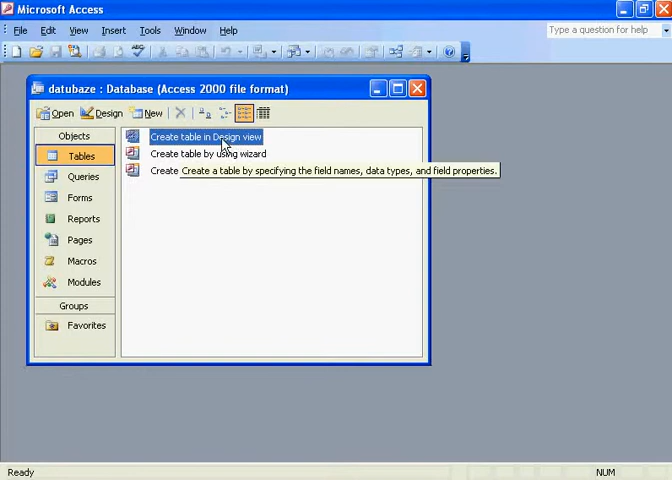 Microsoft Access
File Edit View Insert Tools Window Help
Type a question for help
datubaze : Database (Access 2000 file format)
Open Design New
Objects
Tables
Queries
Forms
Reports
Pages
Macros
Modules
Groups
Favorites
Create table in Design view
Create table by using wizard
Create
Create a table by specifying the field names, data types, and field properties.
Ready
NUM